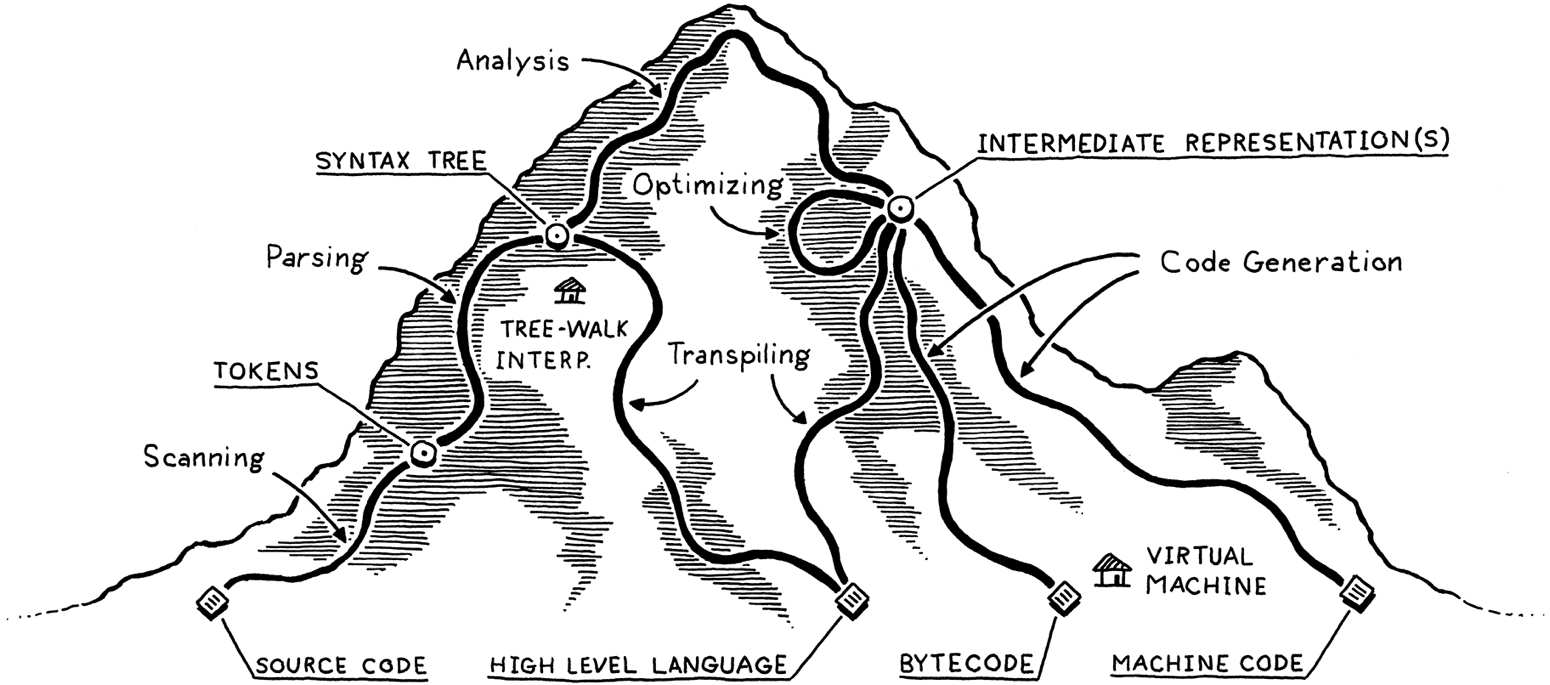 Analysis
INTERMEDIATE REPRESENTATION(S)
SYNTAX TREE
Optimizing
Parsing
Code Generation
TREE-WALK
INTERP.
Transpiling
TOKENS
Scanning
VIRTUAL
MACHINE
SOURCE CODE
HIGH LEVEL LANGUAGE
BYTECODE
MACHINE CODE